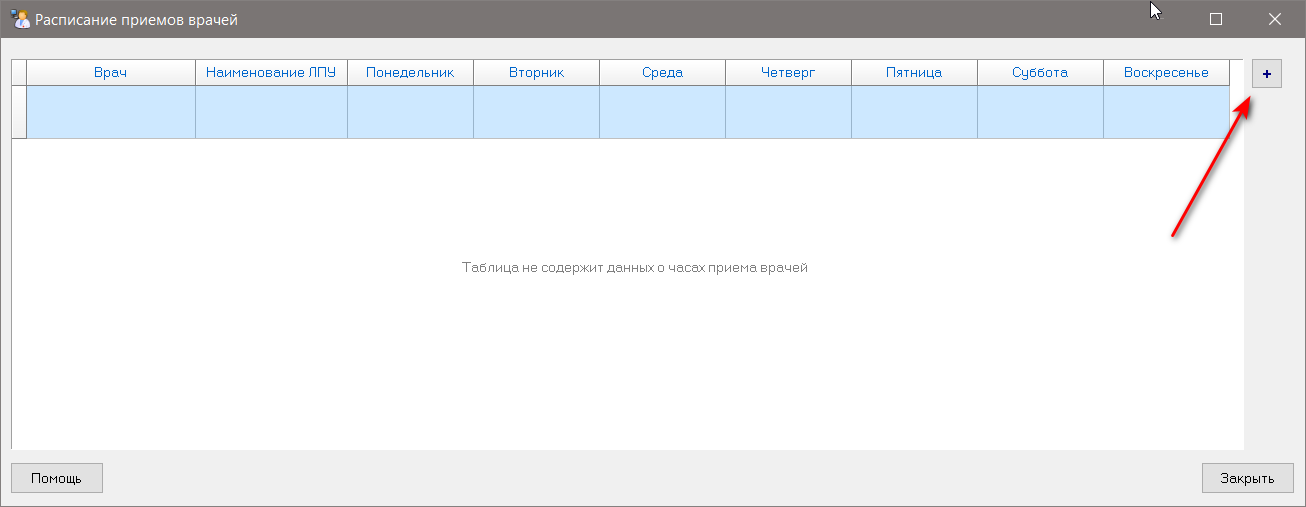 Расписание приемов врачей
Врач Наименование ЛПУ Понедельник Вторник Среда Четверг Пятница Суббота Воскресенье
+
Таблица не содержит данных о часах приема врачей
Помощь Закрыть